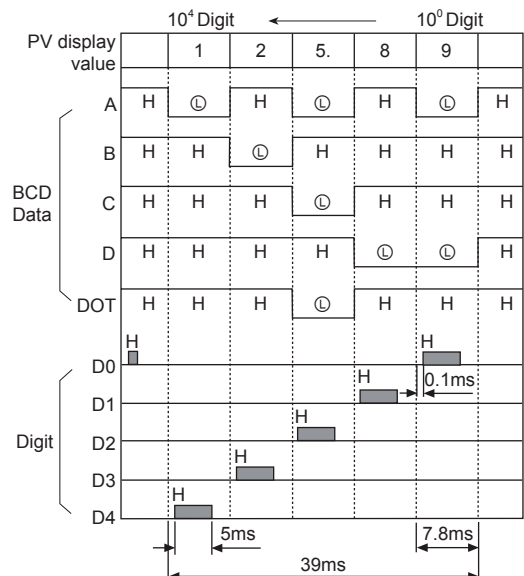 10⁴ Digit 10⁰ Digit
PV display value 1 2 5. 8 9
A H Ⓛ H Ⓛ H Ⓛ H
B H H Ⓛ H H H H
BCD Data
C H H H Ⓛ H H H
D H H H H Ⓛ Ⓛ H
DOT H H H Ⓛ H H H
H H
D0
H 0.1ms
D1
H
Digit D2
H
D3
H
D4
5ms 7.8ms
39ms